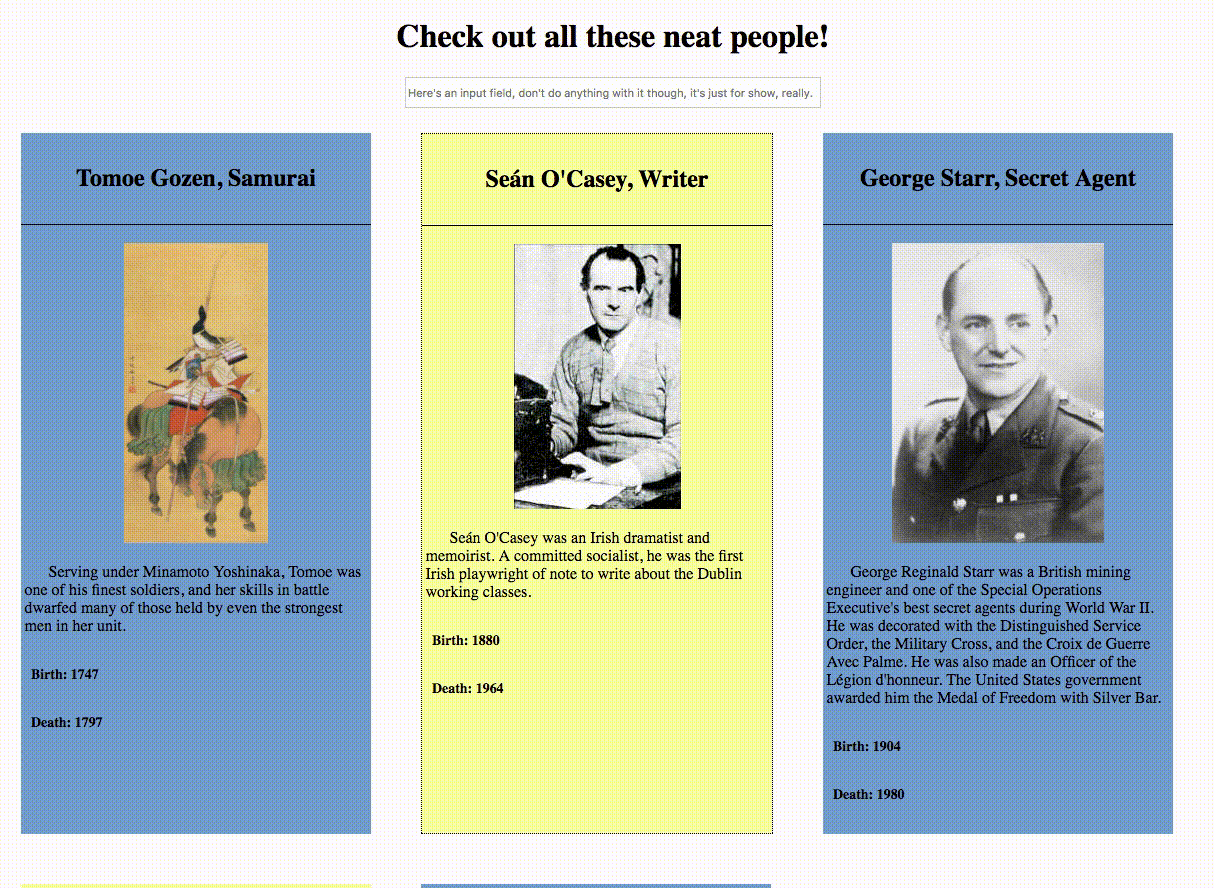 Check out all these neat people!
Here's an input field, don't do anything with it though, it's just for show, really.
Tomoe Gozen, Samurai
Serving under Minamoto Yoshinaka, Tomoe was
one of his finest soldiers, and her skills in battle
dwarfed many of those held by even the strongest
men in her unit.
Birth: 1747
Death: 1797
Seán O'Casey, Writer
Seán O'Casey was an Irish dramatist and
memoirist. A committed socialist, he was the first
Irish playwright of note to write about the Dublin
working classes.
Birth: 1880
Death: 1964
George Starr, Secret Agent
George Reginald Starr was a British mining
engineer and one of the Special Operations
Executive's best secret agents during World War II.
He was decorated with the Distinguished Service
Order, the Military Cross, and the Croix de Guerre
Avec Palme. He was also made an Officer of the
Légion d'honneur. The United States government
awarded him the Medal of Freedom with Silver Bar.
Birth: 1904
Death: 1980